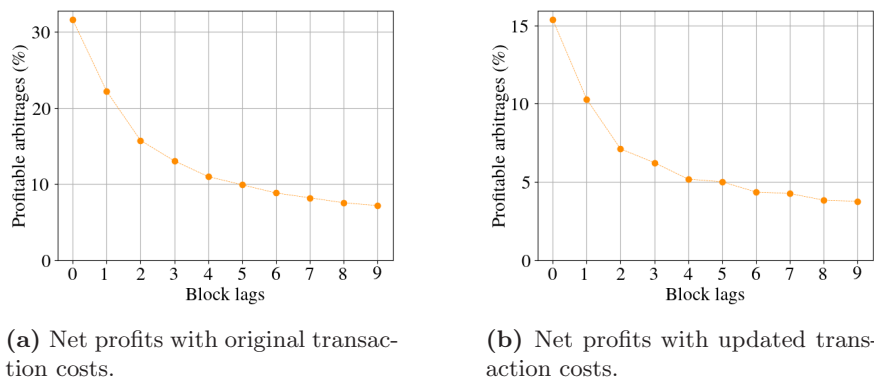 Profitable arbitrages (%)
30
20
10
0
0 1 2 3 4 5 6 7 8 9
Block lags
(a) Net profits with original transac-
tion costs.
Profitable arbitrages (%)
15
10
5
0
0 1 2 3 4 5 6 7 8 9
Block lags
(b) Net profits with updated trans-
action costs.